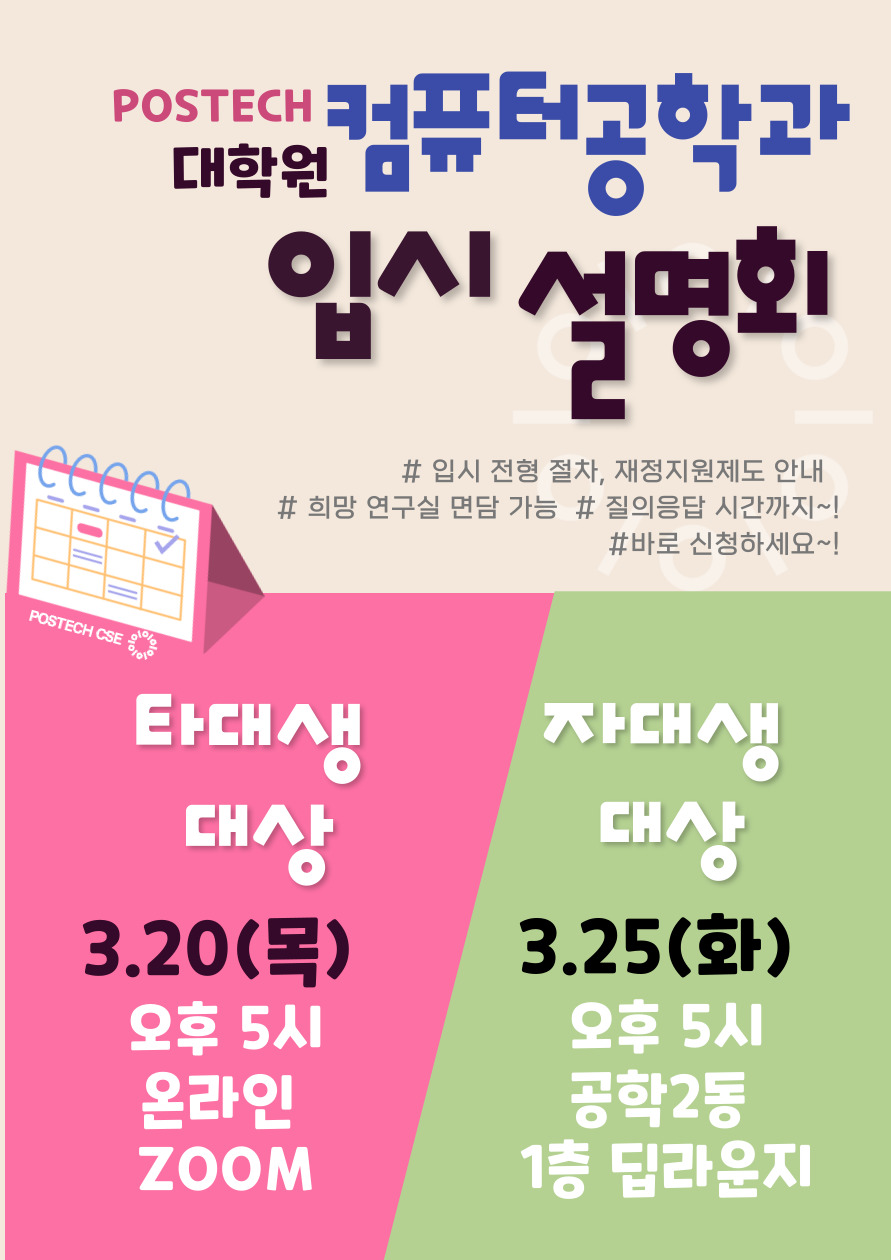 POSTECH 컴퓨터공학과
대학원
입시 설명회
# 입시 전형 절차, 재정지원제도 안내
# 희망 연구실 면담 가능 # 질의응답 시간까지~!
#바로 신청하세요~!
POSTECH CSE
타대생
대상
3.20(목)
오후 5시
온라인
ZOOM
자대생
대상
3.25(화)
오후 5시
공학2동
1층 딥라운지